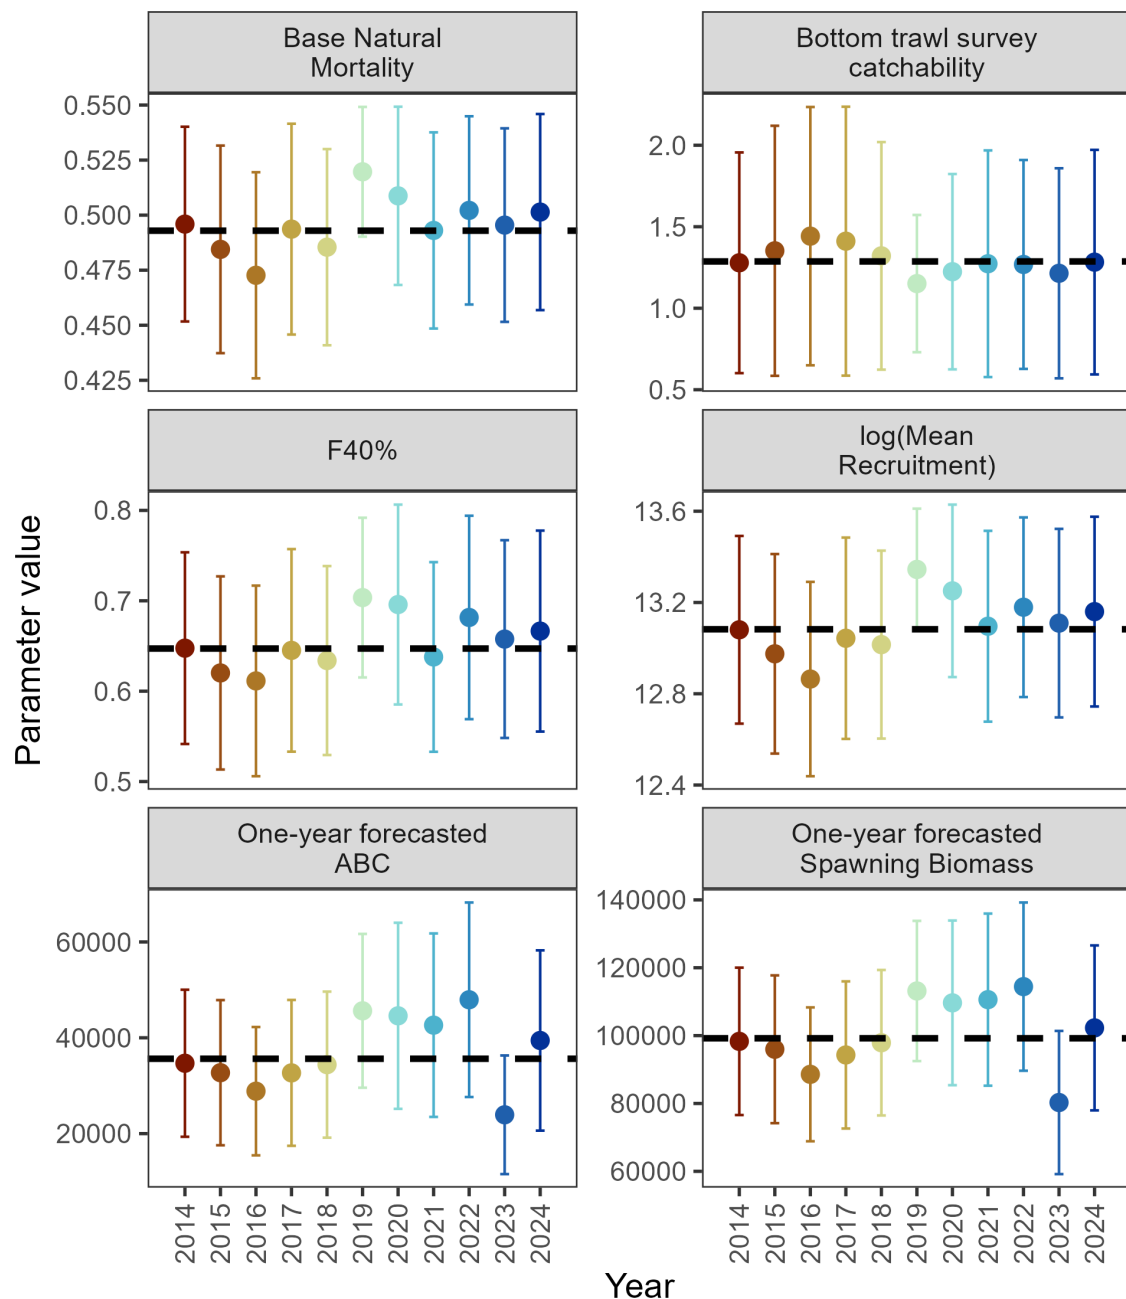 Base Natural
Mortality
Bottom trawl survey
catchability
0.550
0.525
0.500
0.475
0.450
0.425
2.0
1.5
1.0
0.5
F40%
log(Mean
Recruitment)
0.8
0.7
0.6
0.5
13.6
13.2
12.8
12.4
Parameter value
One-year forecasted
ABC
One-year forecasted
Spawning Biomass
60000
40000
20000
140000
120000
100000
80000
60000
2014 2015 2016 2017 2018 2019 2020 2021 2022 2023 2024
2014 2015 2016 2017 2018 2019 2020 2021 2022 2023 2024
Year